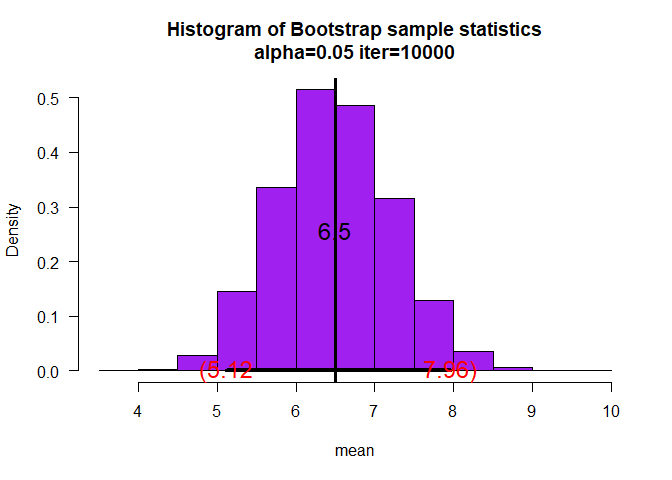 Histogram of Bootstrap sample statistics
alpha=0.05 iter=10000
0.5
0.4
0.3
0.2
0.1
0.0
Density
6.5
(5.12
7.96)
4 5 6 7 8 9 10
mean